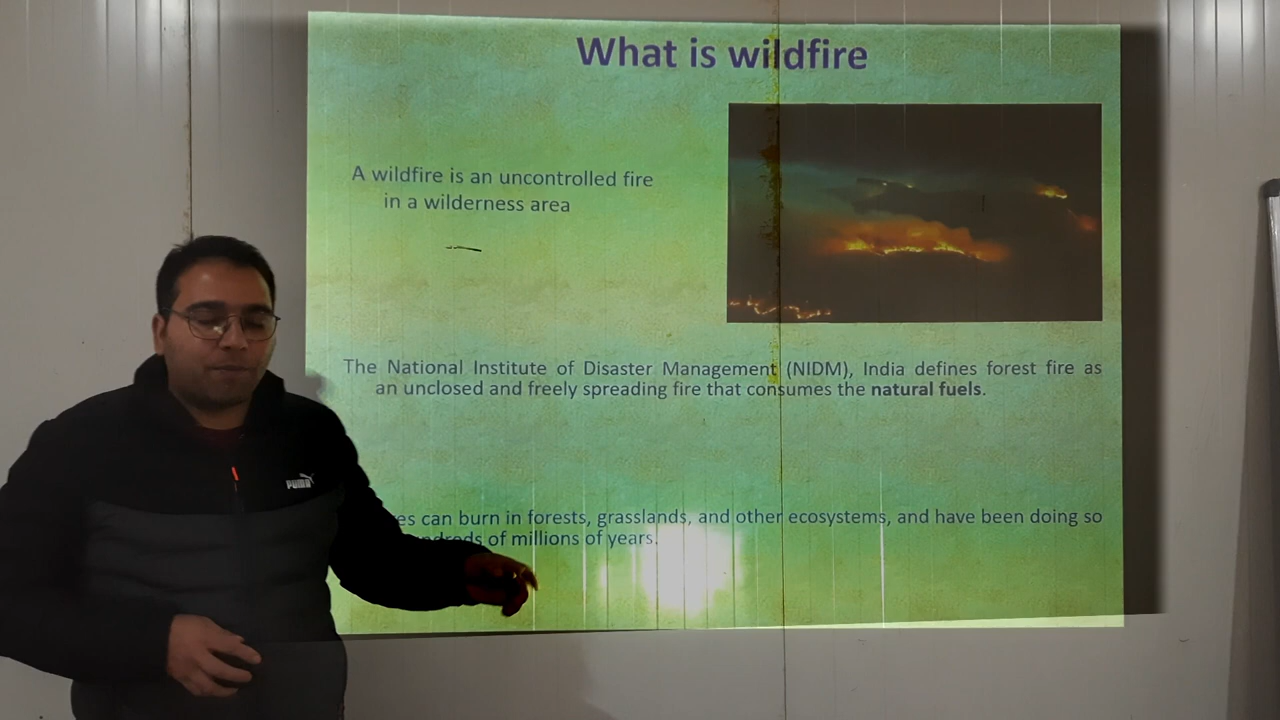 What is wildfire
A wildfire is an uncontrolled fire
in a wilderness area
The National Institute of Disaster Management (NIDM), India defines forest fire as
an unclosed and freely spreading fire that consumes the natural fuels.
can burn in forests, grasslands, and other ecosystems, and have been doing so
of millions of years.
PUMA